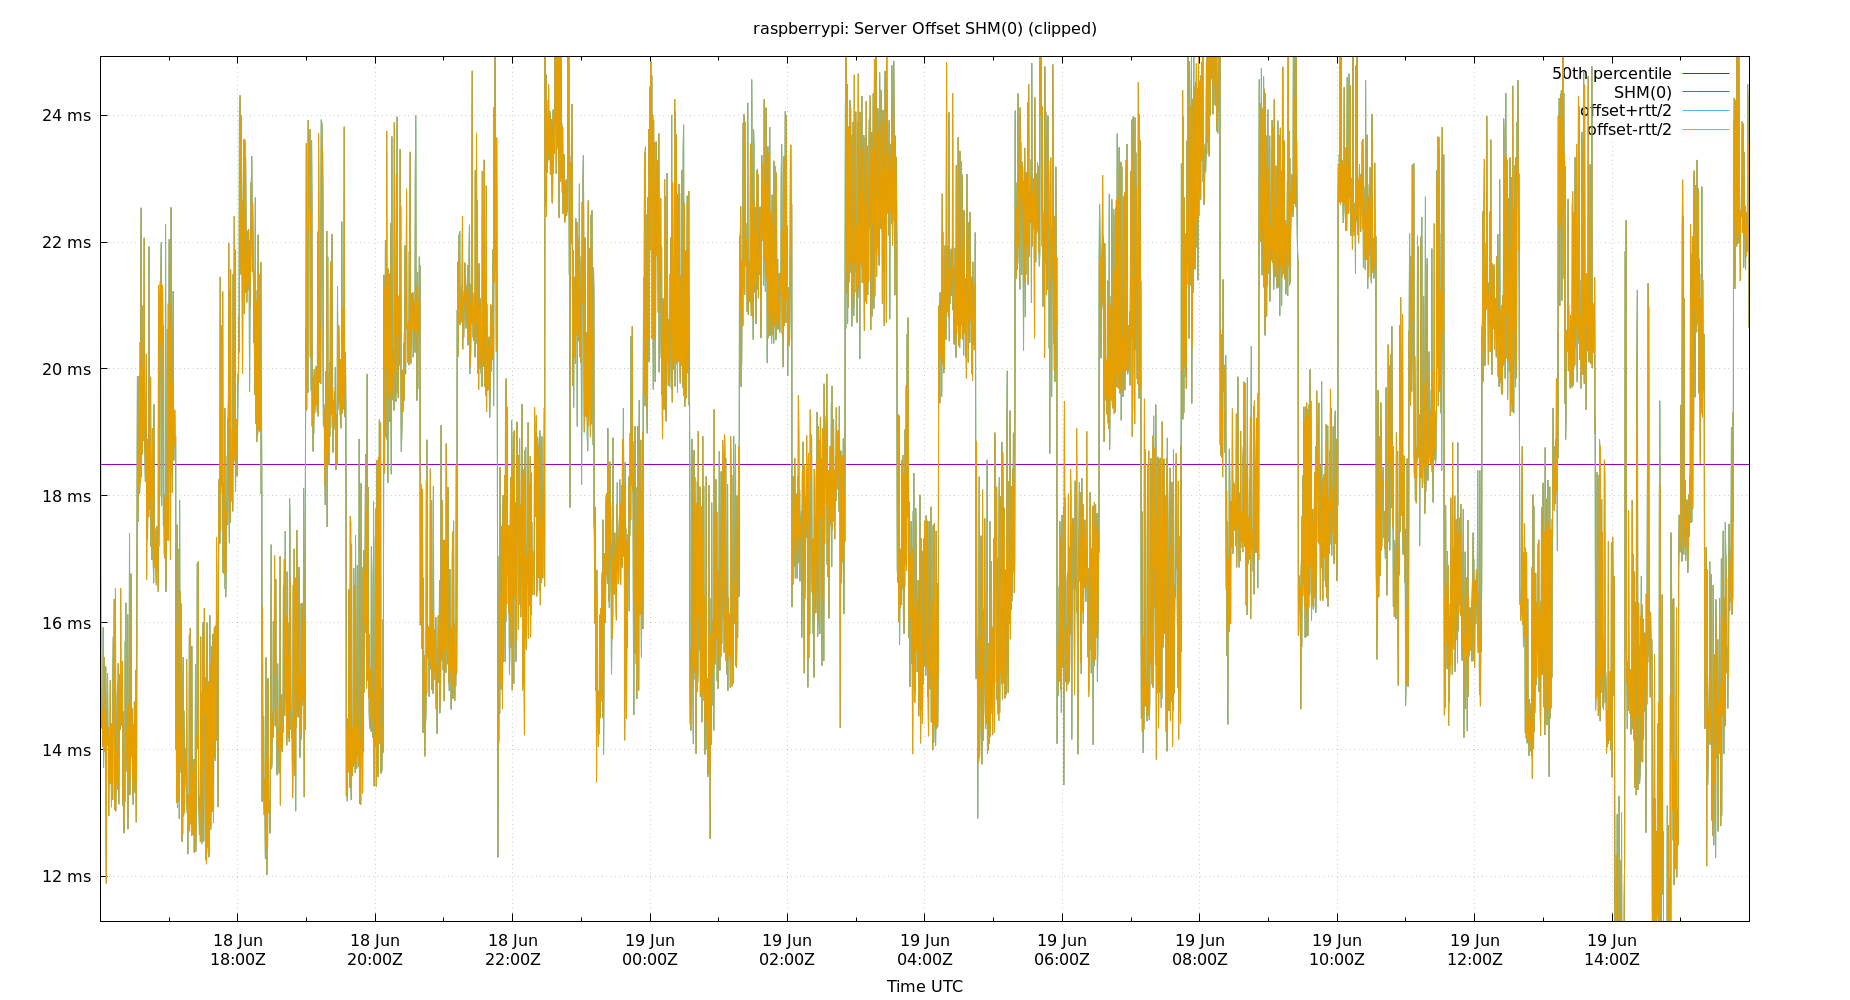 raspberrypi: Server Offset SHM(0) (clipped)
50th percentile
SHM(0)
offset+rtt/2
offset-rtt/2
24 ms
22 ms
20 ms
18 ms
16 ms
14 ms
12 ms
18 Jun 18 Jun 18 Jun 19 Jun 19 Jun 19 Jun 19 Jun 19 Jun 19 Jun 19 Jun 19 Jun
18:00Z 20:00Z 22:00Z 00:00Z 02:00Z 04:00Z 06:00Z 08:00Z 10:00Z 12:00Z 14:00Z
Time UTC